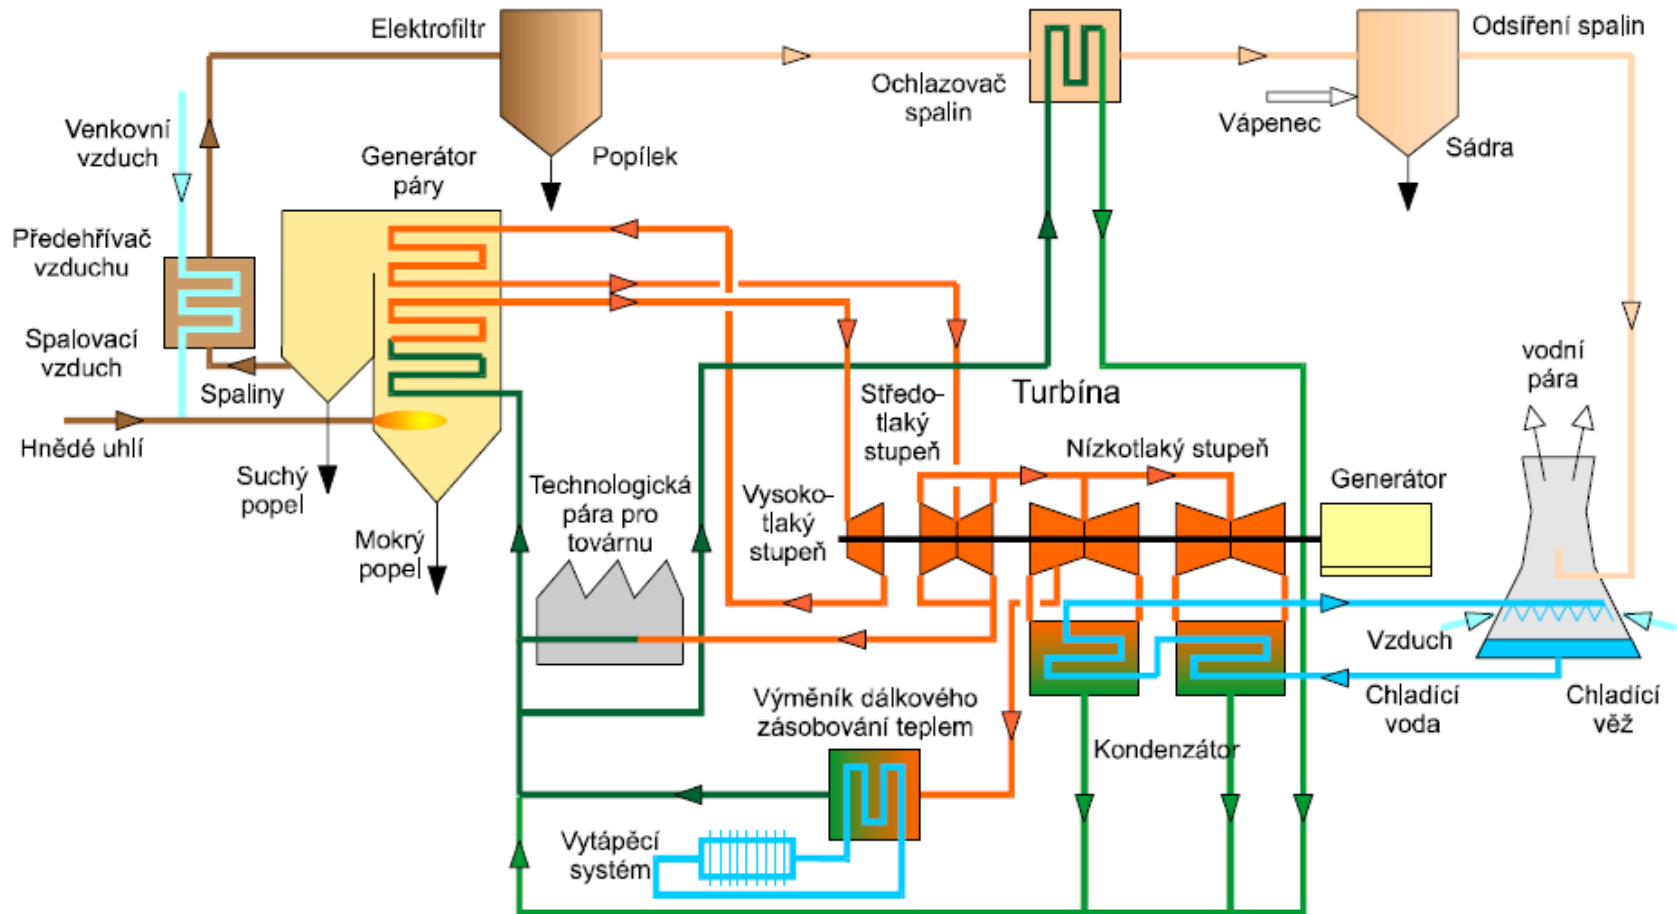 Elektrofiltr
Odsíření spalin
Ochlazovač
spalin
Vápenec
Sádra
Popílek
Venkovní
vzduch
Generátor
páry
Předehřívač
vzduchu
Spalovací
vzduch
Spaliny
Hnědé uhlí
Suchý
popel
Mokrý
popel
Technologická
pára pro
továrnu
Středo-
tlaký
stupeň
Turbína
Vysoko-
tlaký
stupeň
Nízkotlaký stupeň
Generátor
vodní
pára
Vzduch
Chladící
voda
Chladící
věž
Výměník dálkového
zásobování teplem
Kondenzátor
Vytápěcí
systém